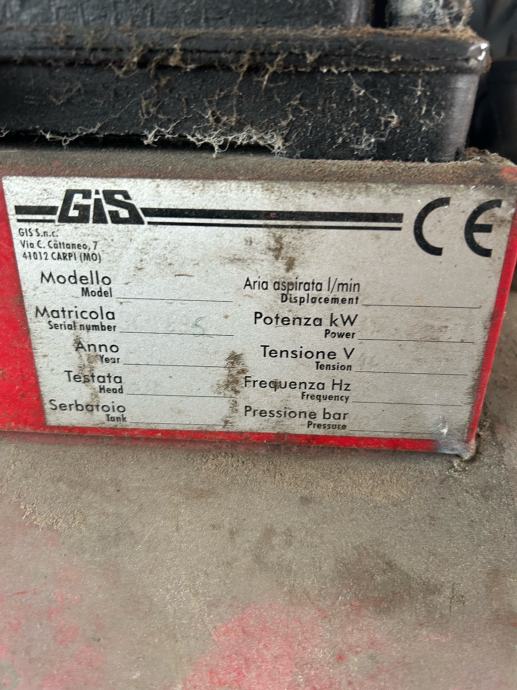 GIS
CE
GIS S.n.c.
Via C. Càttaneo, 7
41012 CARPI (MO)
Modello
Model
Matricola
Serial number
Anno
Year
Testata
Head
Serbatoio
Tank
Aria aspirata l/min
Displacement
Potenza kW
Power
Tensione V
Tension
Frequenza Hz
Frequency
Pressione bar
Pressure